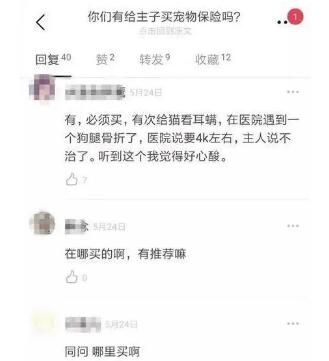 你们有给主子买宠物保险吗?
点击回到原文
1
回复40 赞2 转发9 收藏12
5月24日
有,必须买,有次给猫看耳螨,在医院遇到一
个狗腿骨折了,医院说要4k左右,主人说不
治了。听到这个我觉得好心酸。
7
5月24日
在哪买的啊,有推荐嘛
0
5月24日
同问 哪里买啊